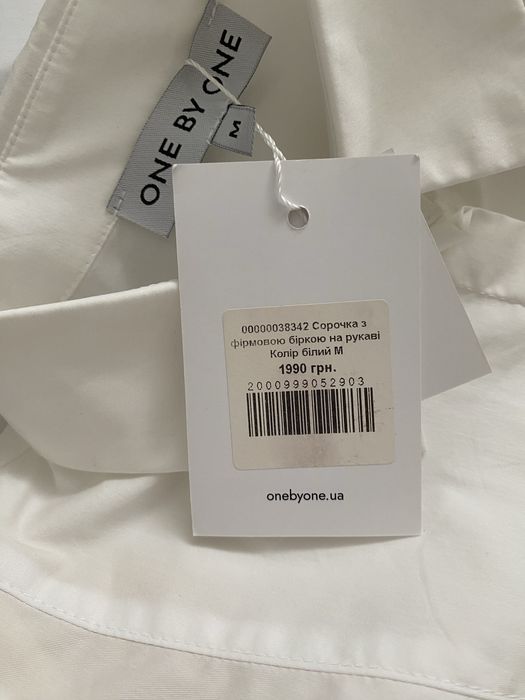 ONE BY ONE
M
00000038342 Сорочка з
фірмовою біркою на рукаві
Колір білий М
1990 грн.
2000999052903
onebyone.ua